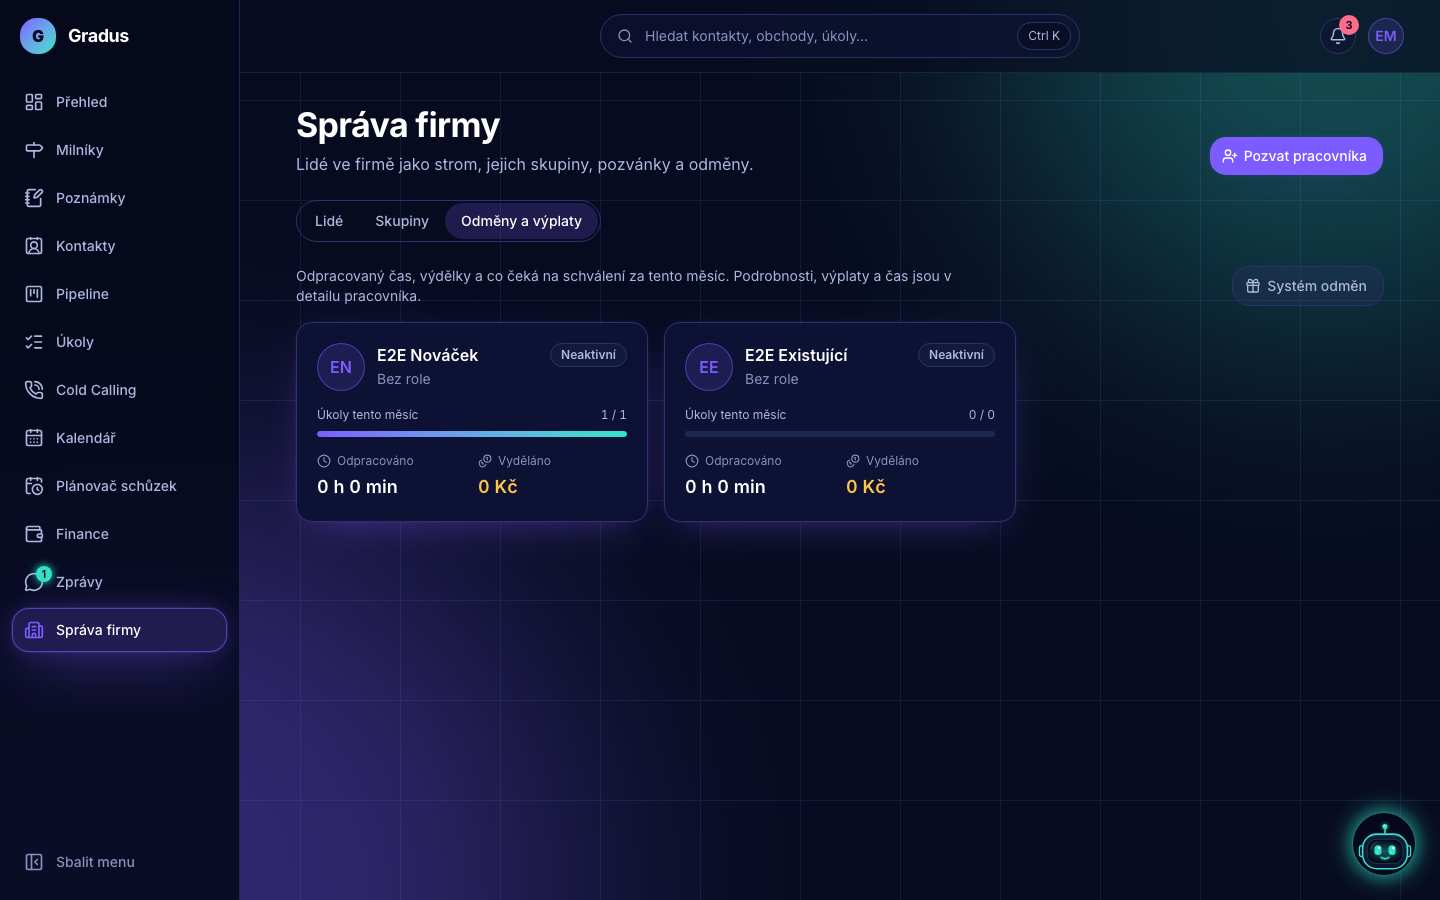 G Gradus
Hledat kontakty, obchody, úkoly...
Ctrl K
3
EM
Přehled
Milníky
Poznámky
Kontakty
Pipeline
Úkoly
Cold Calling
Kalendář
Plánovač schůzek
Finance
1
Zprávy
Správa firmy
Sbalit menu
Správa firmy
Lidé ve firmě jako strom, jejich skupiny, pozvánky a odměny.
Pozvat pracovníka
Lidé Skupiny Odměny a výplaty
Odpracovaný čas, výdělky a co čeká na schválení za tento měsíc. Podrobnosti, výplaty a čas jsou v
detailu pracovníka.
Systém odměn
EN
E2E Nováček
Neaktivní
Bez role
Úkoly tento měsíc 1 / 1
Odpracováno Vyděláno
0 h 0 min 0 Kč
EE
E2E Existující
Neaktivní
Bez role
Úkoly tento měsíc 0 / 0
Odpracováno Vyděláno
0 h 0 min 0 Kč